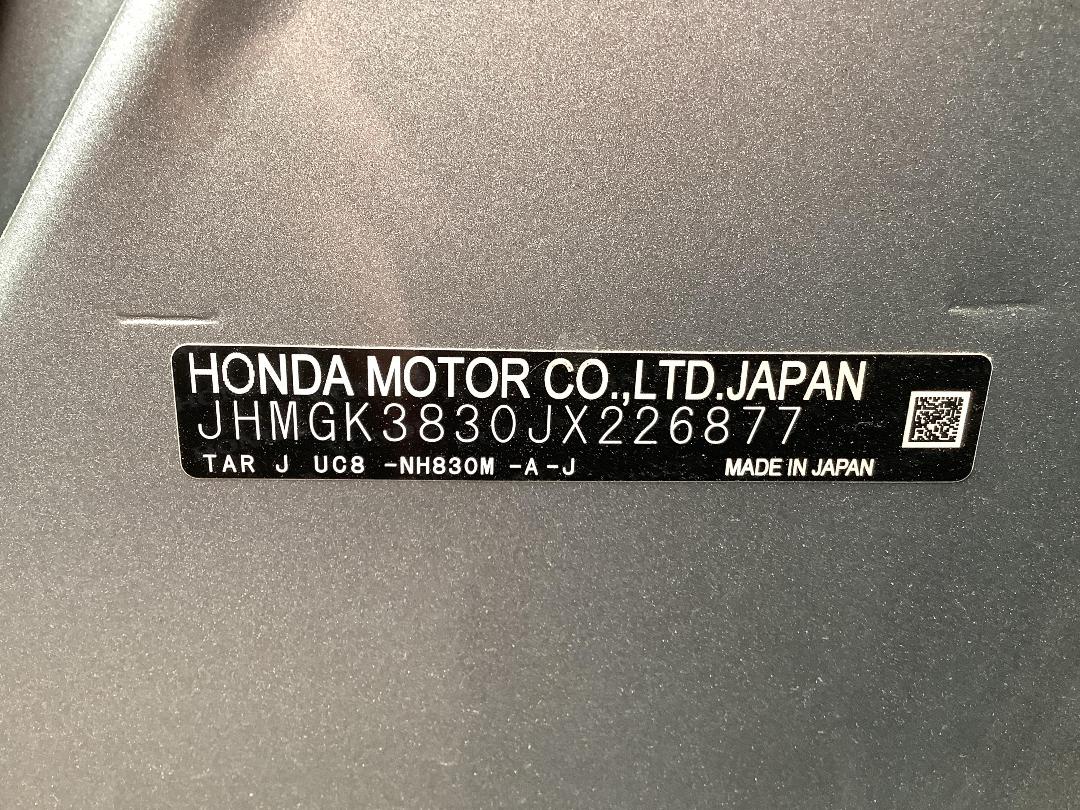 HONDA MOTOR CO.,LTD.JAPAN
JHMGK3830JX226877
TAR J UC8 -NH830M -A-J MADE IN JAPAN